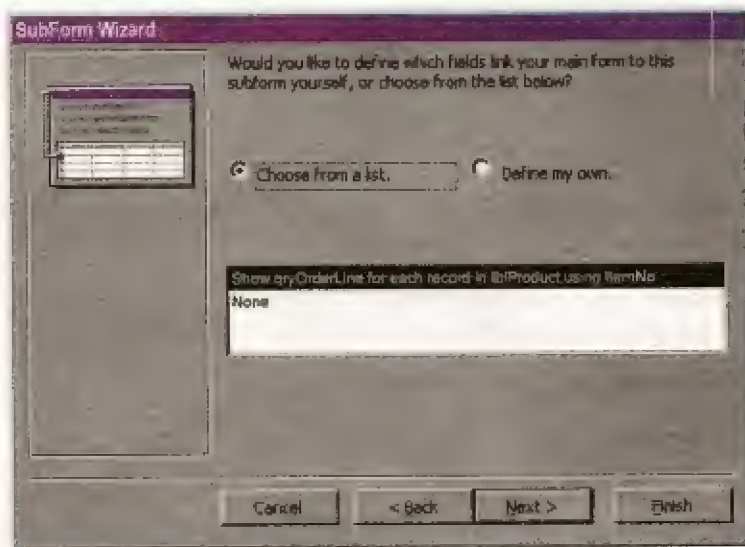 SubForm Wizard
Would you like to define which fields link your main form to this
subform yourself, or choose from the list below?
Choose from a list.
Define my own.
Show qryOrderLine for each record in tblProduct using ItemNo
None
Cancel
< Back
Next >
Finish